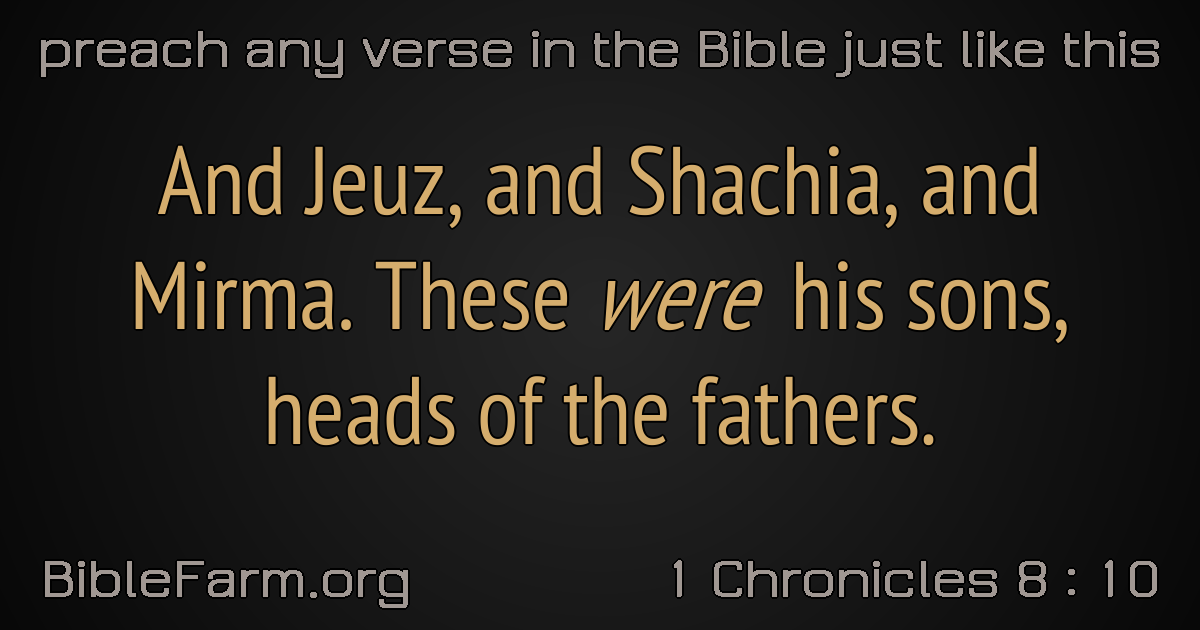 preach any verse in the Bible just like this
And Jeuz, and Shachia, and
Mirma. These were his sons,
heads of the fathers.
BibleFarm.org
1 Chronicles 8 : 10